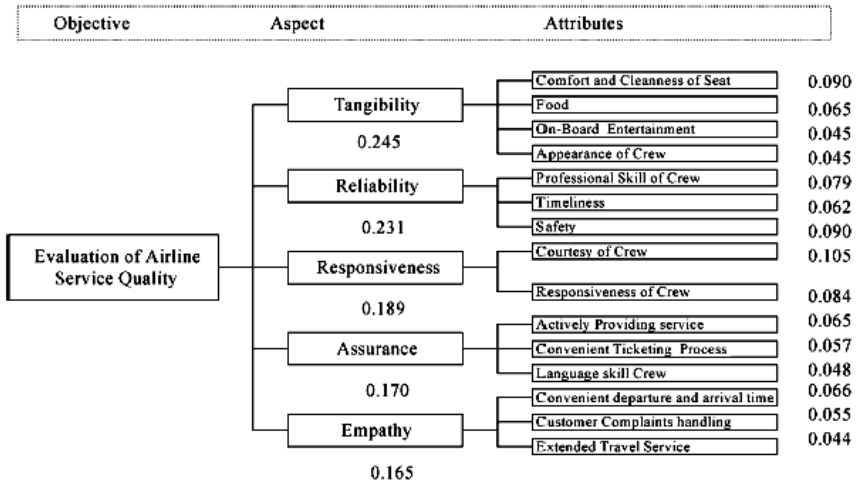 Objective Aspect Attributes
Comfort and Cleanness of Seat 0.090
Tangibility
Food 0.065
0.245
On-Board Entertainment 0.045
Appearance of Crew 0.045
Reliability
Professional Skill of Crew 0.079
Timeliness 0.062
0.231
Safety 0.090
Evaluation of Airline
Service Quality
Responsiveness
Courtesy of Crew 0.105
0.189
Responsiveness of Crew 0.084
Assurance
Actively Providing service 0.065
Convenient Ticketing Process 0.057
0.170
Language skill Crew 0.048
Empathy
Convenient departure and arrival time 0.066
Customer Complaints handling 0.055
Extended Travel Service 0.044
0.165